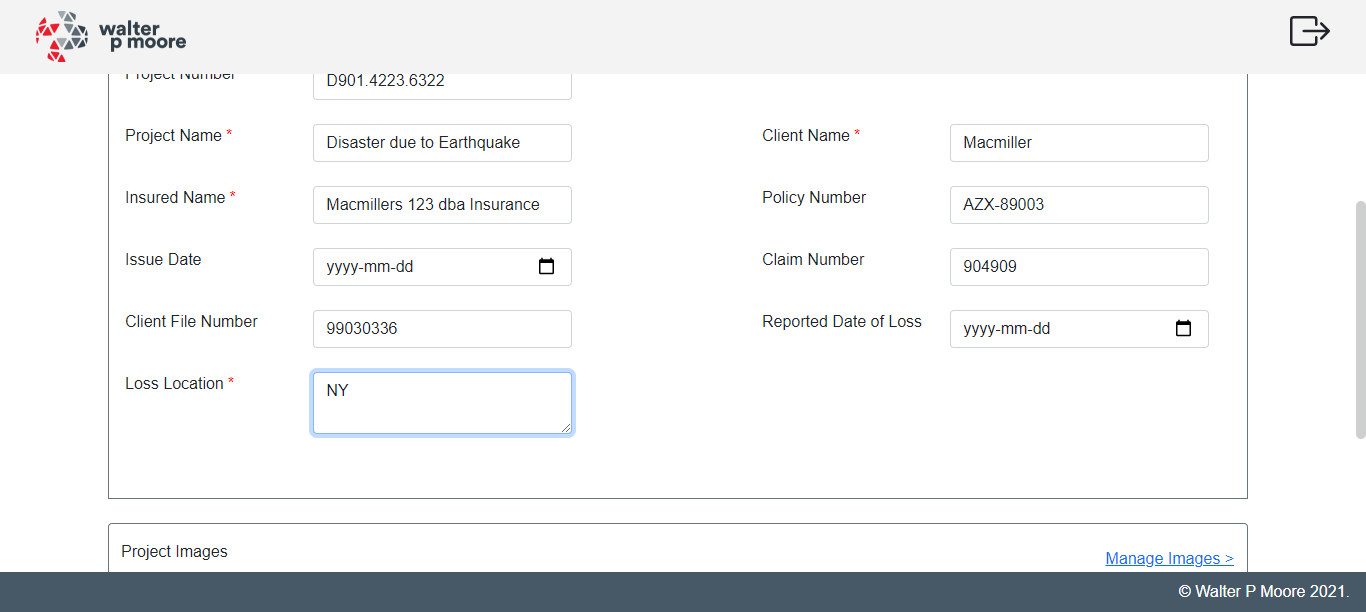 walter
p moore
Project Number D901.4223.6322
Project Name * Disaster due to Earthquake Client Name * Macmiller
Insured Name * Macmillers 123 dba Insurance Policy Number AZX-89003
Issue Date yyyy-mm-dd Claim Number 904909
Client File Number 99030336 Reported Date of Loss yyyy-mm-dd
Loss Location * NY
Project Images Manage Images >
© Walter P Moore 2021.